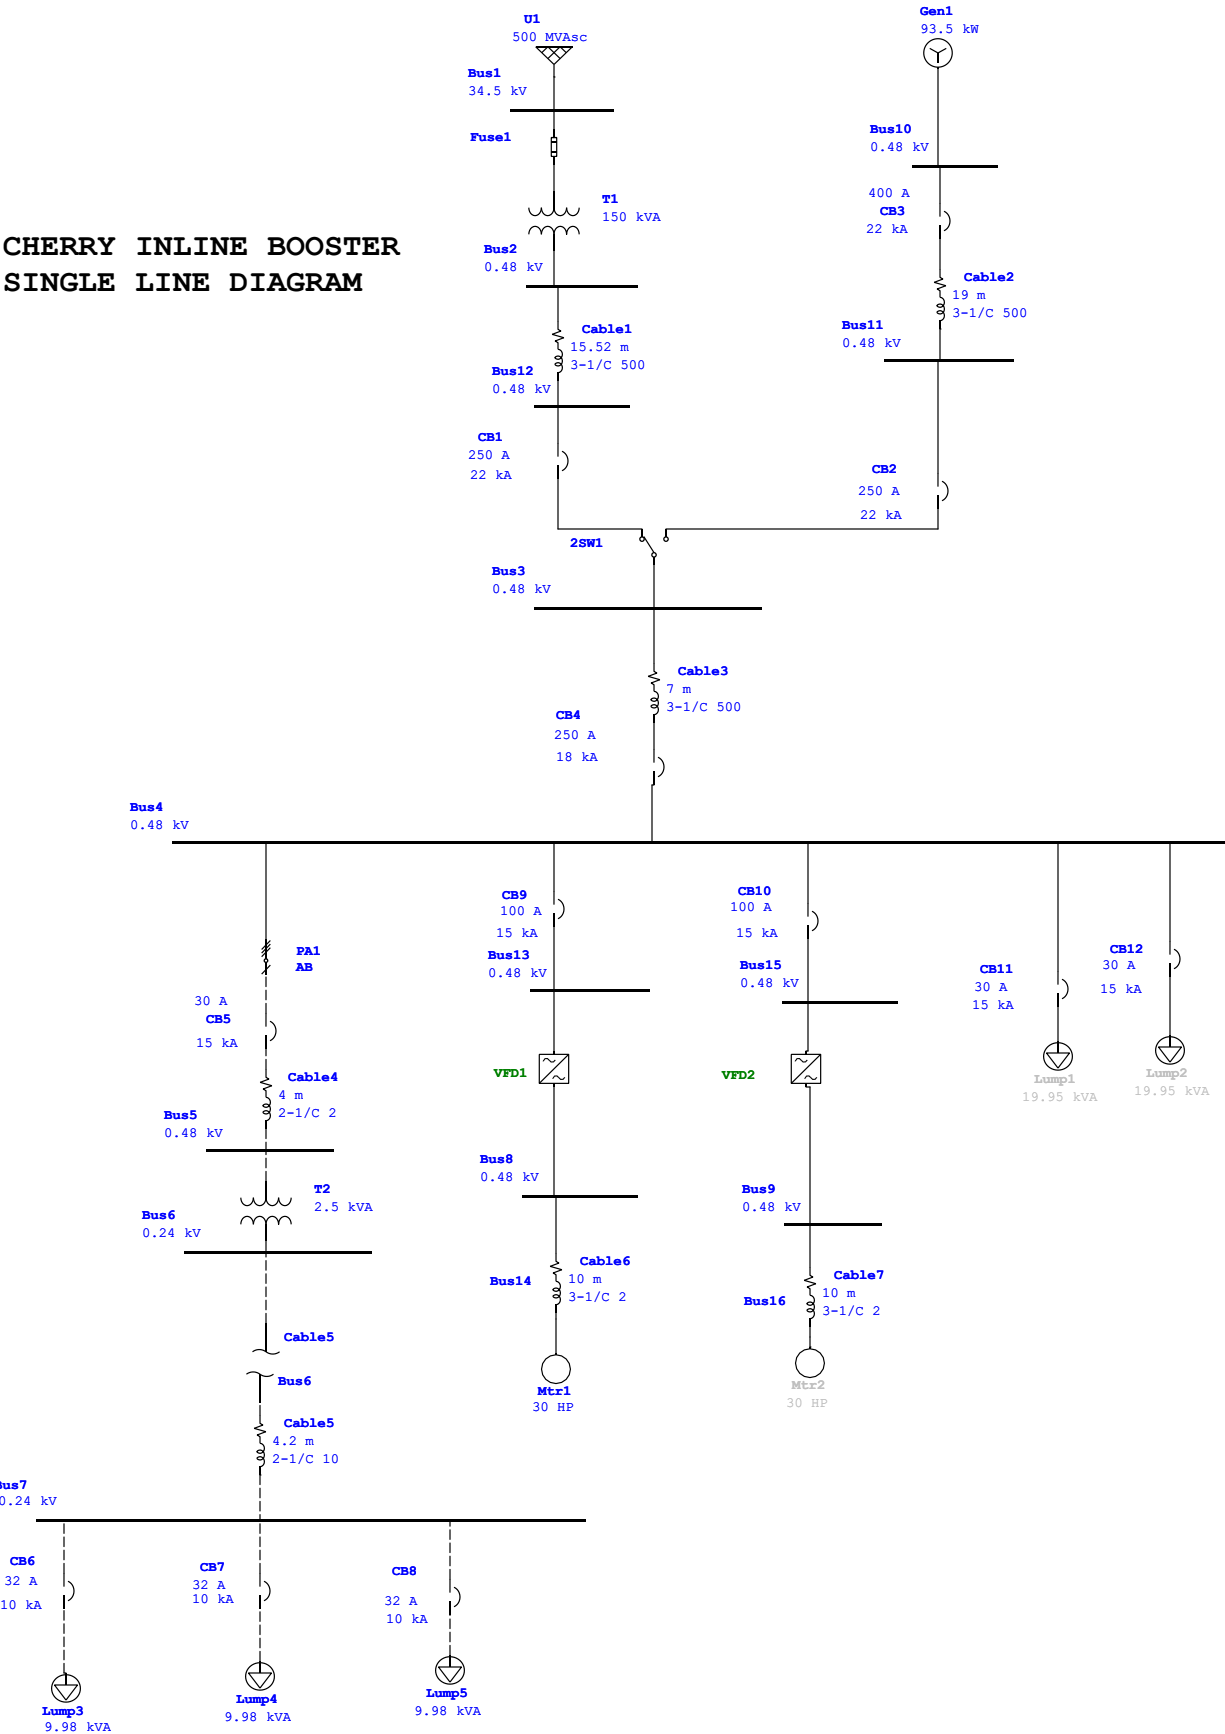 U1
500 MVAsc
Gen1
93.5 kW
Bus1
34.5 kV
Fuse1
Bus10
0.48 kV
400 A
CB3
22 kA
T1
150 kVA
CHERRY INLINE BOOSTER
SINGLE LINE DIAGRAM
Bus2
0.48 kV
Cable2
19 m
3-1/C 500
Cable1
15.52 m
3-1/C 500
Bus11
0.48 kV
Bus12
0.48 kV
CB1
250 A
22 kA
CB2
250 A
22 kA
2SW1
Bus3
0.48 kV
Cable3
7 m
3-1/C 500
CB4
250 A
18 kA
Bus4
0.48 kV
CB9
100 A
15 kA
CB10
100 A
15 kA
PA1
AB
Bus13
0.48 kV
Bus15
0.48 kV
CB11
30 A
15 kA
CB12
30 A
15 kA
30 A
CB5
15 kA
VFD1
VFD2
Lump1
19.95 kVA
Lump2
19.95 kVA
Cable4
4 m
2-1/C 2
Bus5
0.48 kV
Bus8
0.48 kV
Bus9
0.48 kV
T2
2.5 kVA
Bus6
0.24 kV
Cable6
10 m
3-1/C 2
Bus14
Cable7
10 m
3-1/C 2
Bus16
Cable5
Bus6
Mtr1
30 HP
Mtr2
30 HP
Cable5
4.2 m
2-1/C 10
Bus7
0.24 kV
CB6
32 A
10 kA
CB7
32 A
10 kA
CB8
32 A
10 kA
Lump3
9.98 kVA
Lump4
9.98 kVA
Lump5
9.98 kVA